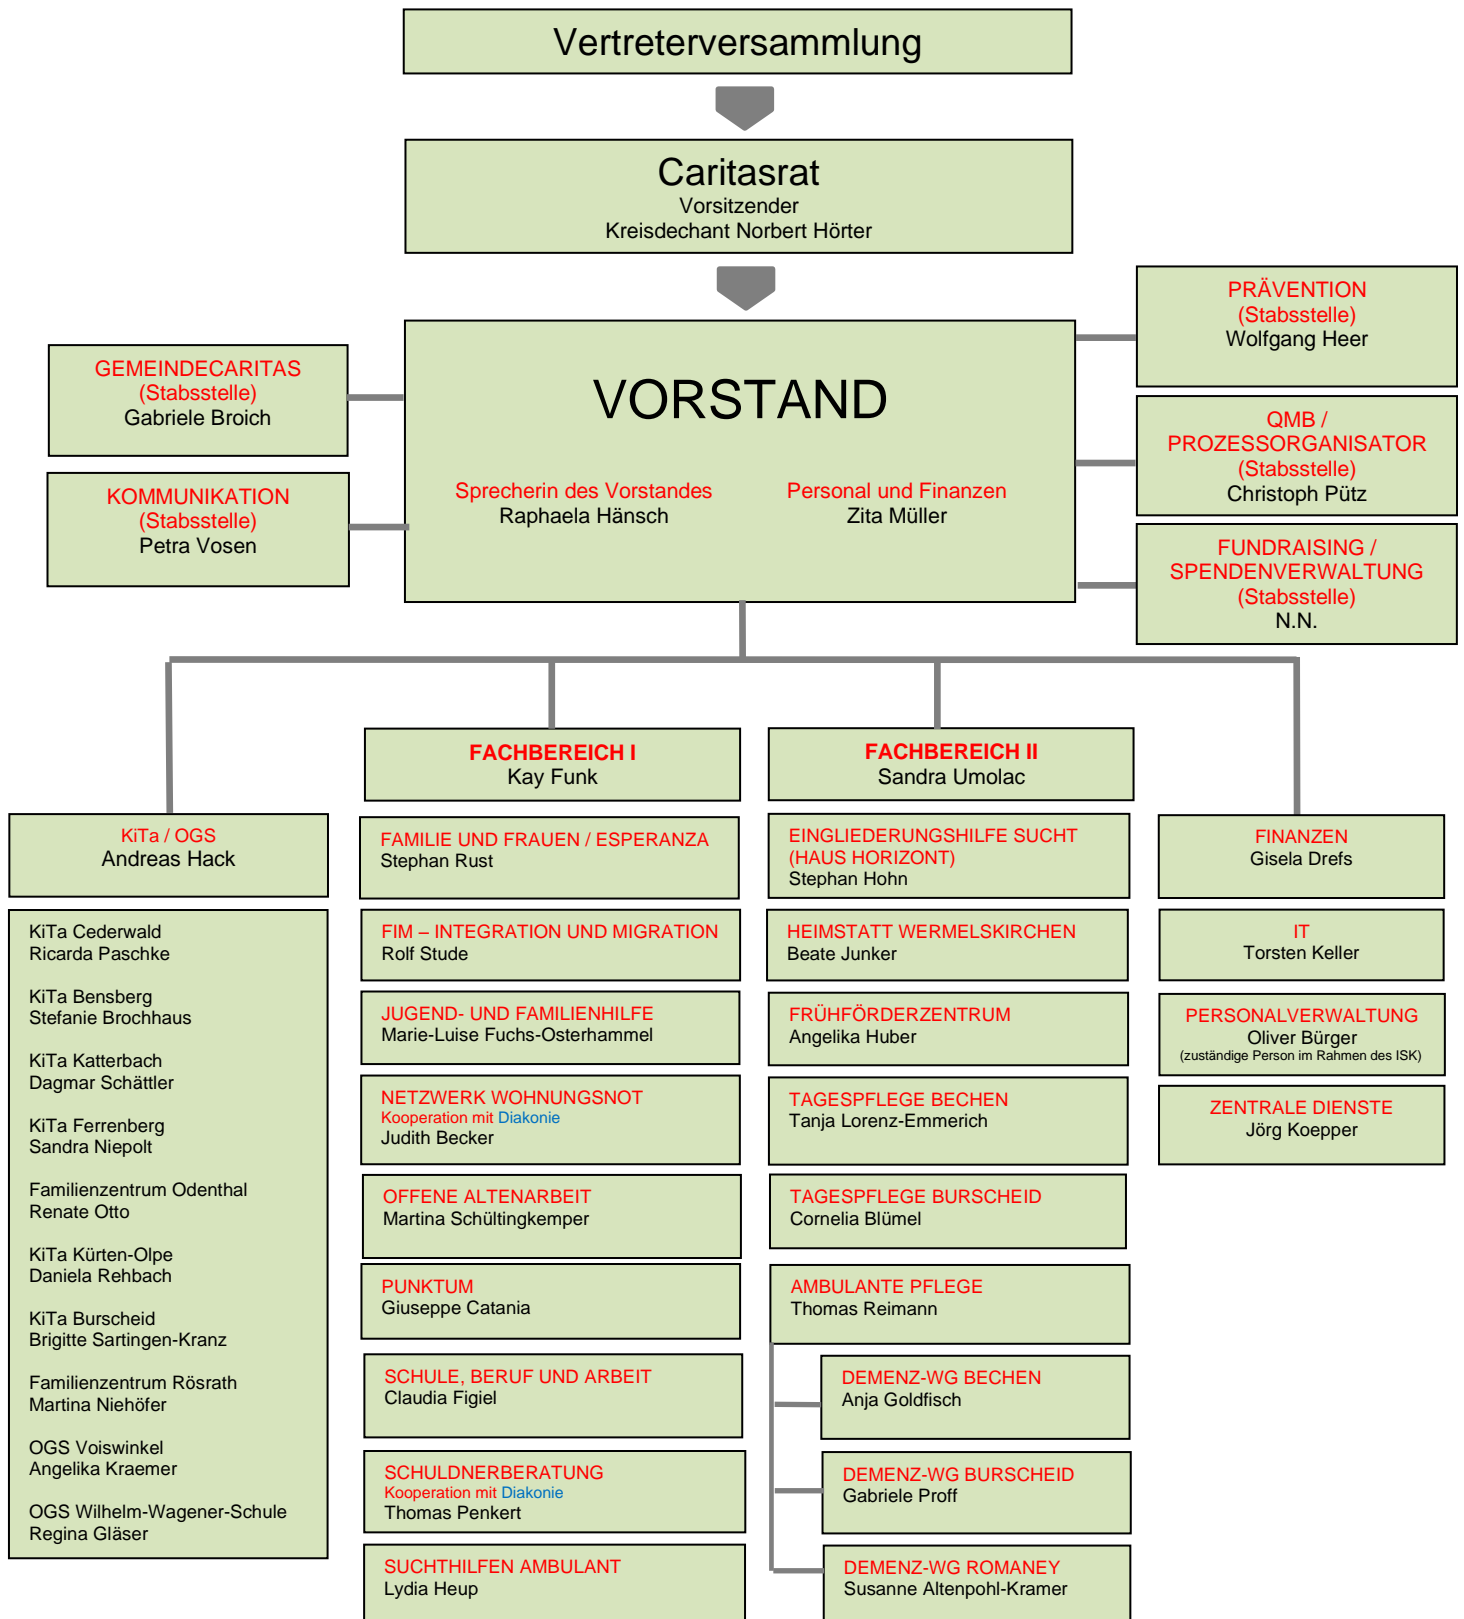 Vertreterversammlung
Caritasrat
Vorsitzender
Kreisdechant Norbert Hörter
PRÄVENTION
(Stabsstelle)
Wolfgang Heer
GEMEINDECARITAS
(Stabsstelle)
Gabriele Broich
VORSTAND
QMB /
PROZESSORGANISATOR
(Stabsstelle)
Christoph Pütz
KOMMUNIKATION
(Stabsstelle)
Petra Vosen
Sprecherin des Vorstandes
Raphaela Hänsch
Personal und Finanzen
Zita Müller
FUNDRAISING /
SPENDENVERWALTUNG
(Stabsstelle)
N.N.
KiTa / OGS
Andreas Hack
KiTa Cederwald
Ricarda Paschke
KiTa Bensberg
Stefanie Brochhaus
KiTa Katterbach
Dagmar Schättler
KiTa Ferrenberg
Sandra Niepolt
Familienzentrum Odenthal
Renate Otto
KiTa Kürten-Olpe
Daniela Rehbach
KiTa Burscheid
Brigitte Sartingen-Kranz
Familienzentrum Rösrath
Martina Niehöfer
OGS Voiswinkel
Angelika Kraemer
OGS Wilhelm-Wagener-Schule
Regina Gläser
FACHBEREICH I
Kay Funk
FAMILIE UND FRAUEN / ESPERANZA
Stephan Rust
FIM – INTEGRATION UND MIGRATION
Rolf Stude
JUGEND- UND FAMILIENHILFE
Marie-Luise Fuchs-Osterhammel
NETZWERK WOHNUNGSNOT
Kooperation mit Diakonie
Judith Becker
OFFENE ALTENARBEIT
Martina Schültingkemper
PUNKTUM
Giuseppe Catania
SCHULE, BERUF UND ARBEIT
Claudia Figiel
SCHULDNERBERATUNG
Kooperation mit Diakonie
Thomas Penkert
SUCHTHILFEN AMBULANT
Lydia Heup
FACHBEREICH II
Sandra Umolac
EINGLIEDERUNGSHILFE SUCHT
(HAUS HORIZONT)
Stephan Hohn
HEIMSTATT WERMELSKIRCHEN
Beate Junker
FRÜHFÖRDERZENTRUM
Angelika Huber
TAGESPFLEGE BECHEN
Tanja Lorenz-Emmerich
TAGESPFLEGE BURSCHEID
Cornelia Blümel
AMBULANTE PFLEGE
Thomas Reimann
DEMENZ-WG BECHEN
Anja Goldfisch
DEMENZ-WG BURSCHEID
Gabriele Proff
DEMENZ-WG ROMANEY
Susanne Altenpohl-Kramer
FINANZEN
Gisela Drefs
IT
Torsten Keller
PERSONALVERWALTUNG
Oliver Bürger
(zuständige Person im Rahmen des ISK)
ZENTRALE DIENSTE
Jörg Koepper